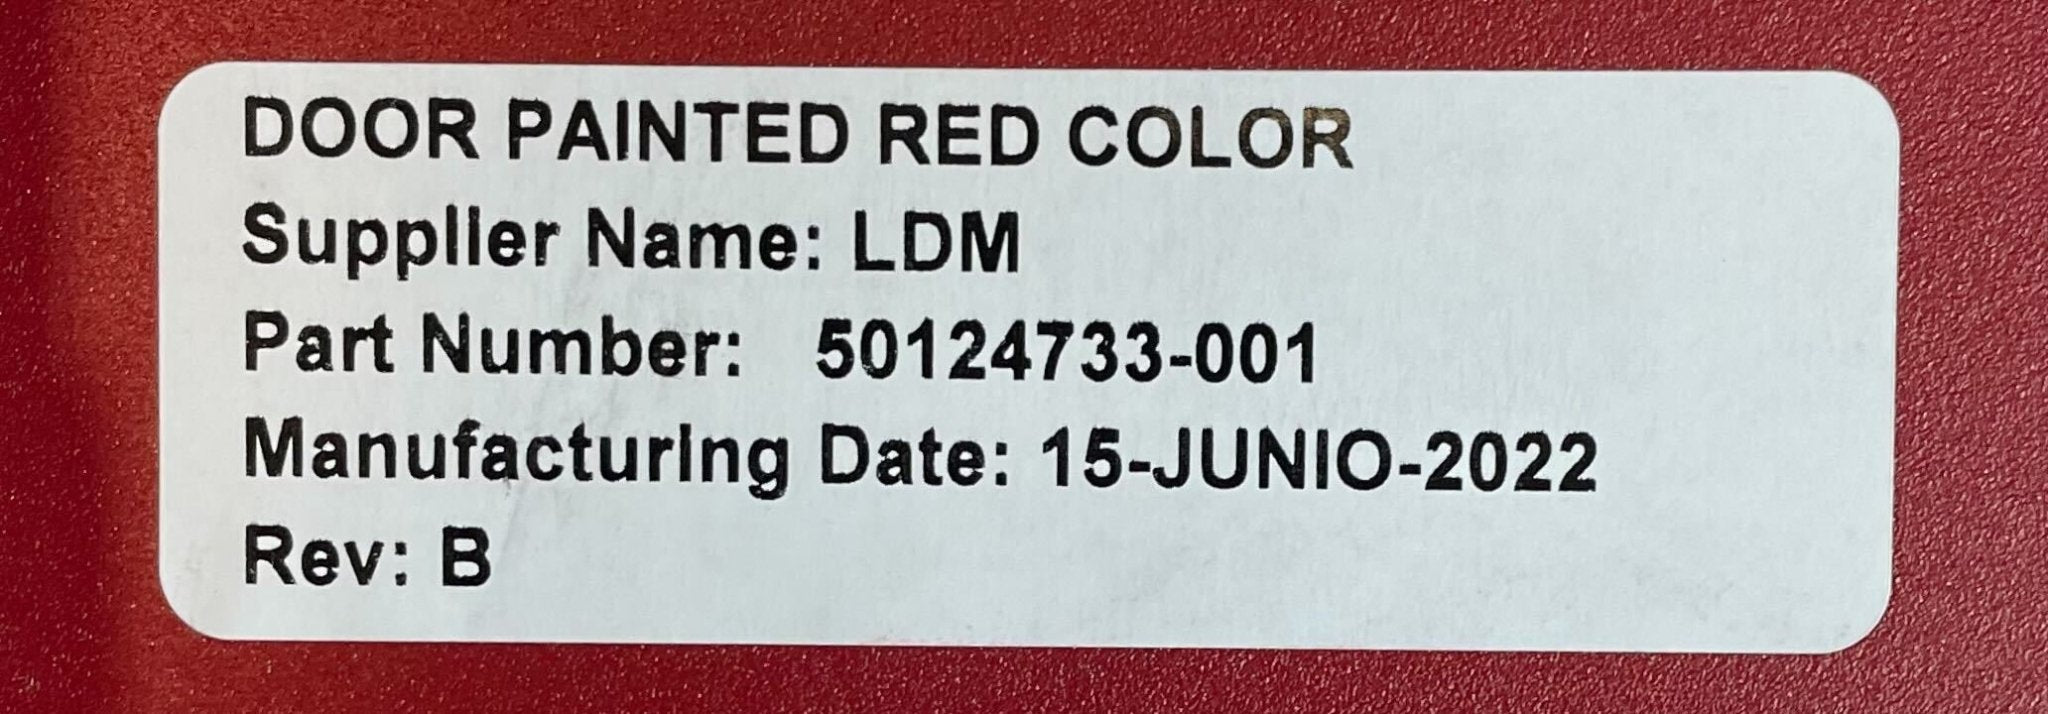 DOOR PAINTED RED COLOR
Supplier Name: LDM
Part Number: 50124733-001
Manufacturing Date: 15-JUNIO-2022
Rev: B